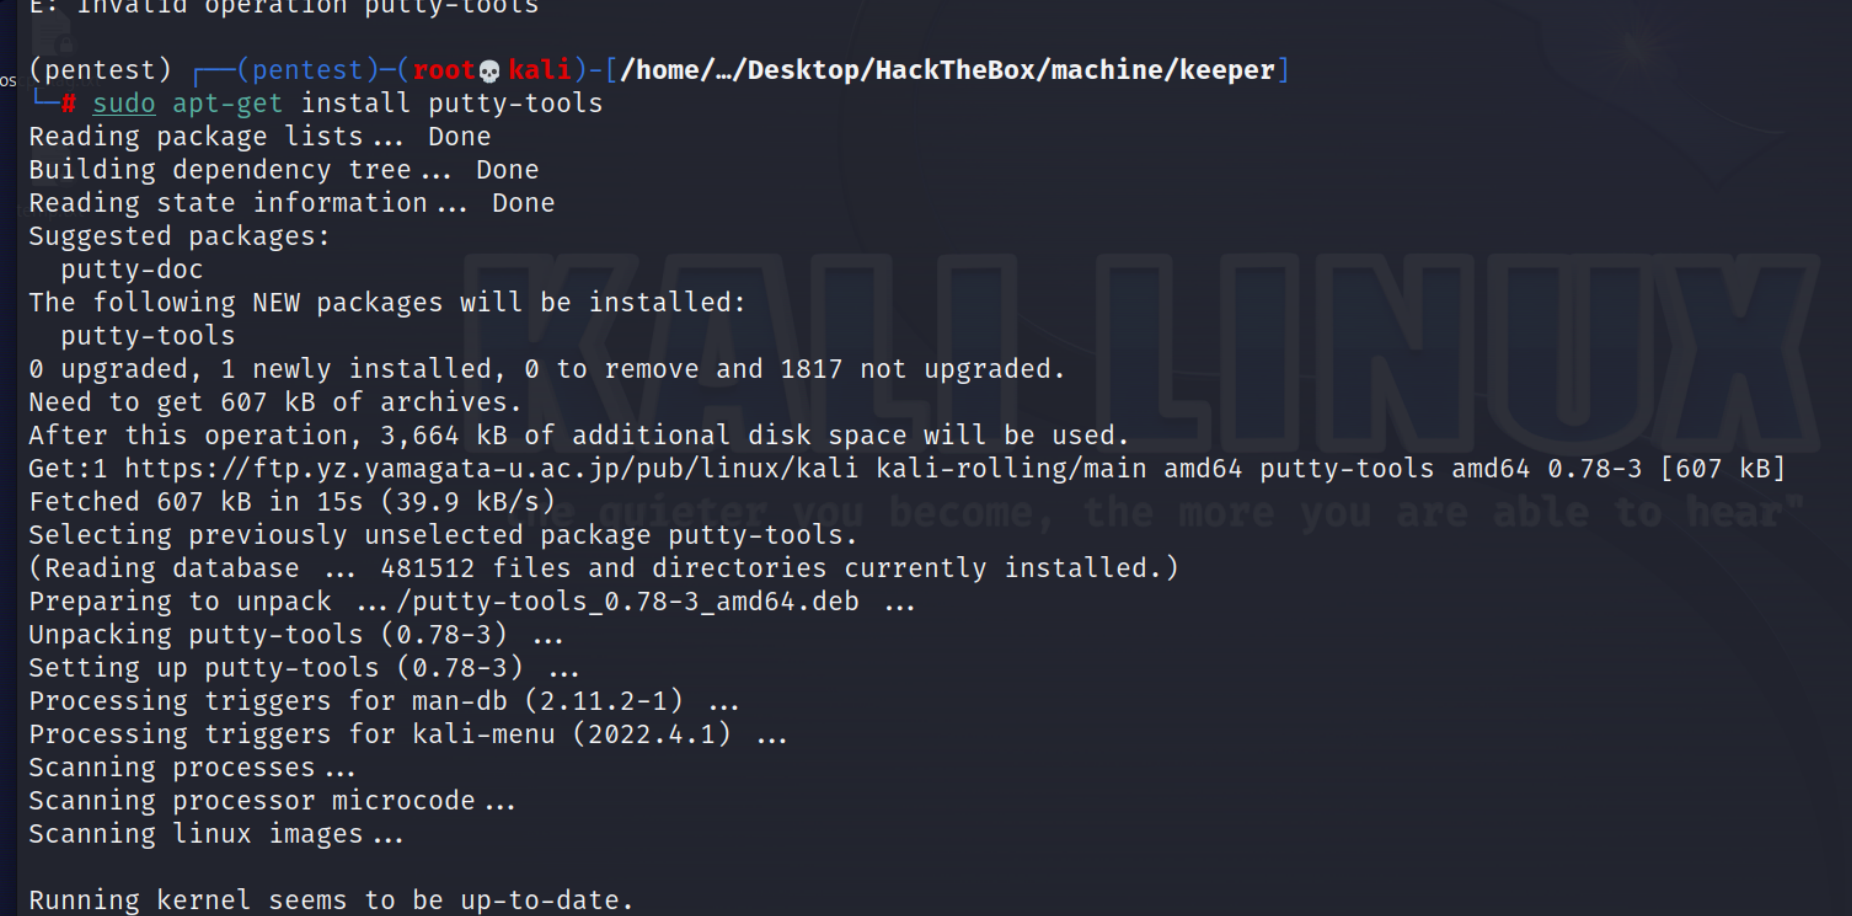 E: Invalid operation putty-tools
os
(pentest) ┌──(pentest)─(root💀kali)-[/home/…/Desktop/HackTheBox/machine/keeper]
└─# sudo apt-get install putty-tools
Reading package lists... Done
Building dependency tree... Done
Reading state information... Done
Suggested packages:
  putty-doc
The following NEW packages will be installed:
  putty-tools
0 upgraded, 1 newly installed, 0 to remove and 1817 not upgraded.
Need to get 607 kB of archives.
After this operation, 3,664 kB of additional disk space will be used.
Get:1 https://ftp.yz.yamagata-u.ac.jp/pub/linux/kali kali-rolling/main amd64 putty-tools amd64 0.78-3 [607 kB]
Fetched 607 kB in 15s (39.9 kB/s)
Selecting previously unselected package putty-tools.
(Reading database ... 481512 files and directories currently installed.)
Preparing to unpack .../putty-tools_0.78-3_amd64.deb ...
Unpacking putty-tools (0.78-3) ...
Setting up putty-tools (0.78-3) ...
Processing triggers for man-db (2.11.2-1) ...
Processing triggers for kali-menu (2022.4.1) ...
Scanning processes...
Scanning processor microcode...
Scanning linux images...
Running kernel seems to be up-to-date.
KALI LINUX
quieter you become, the more you are able to hear"